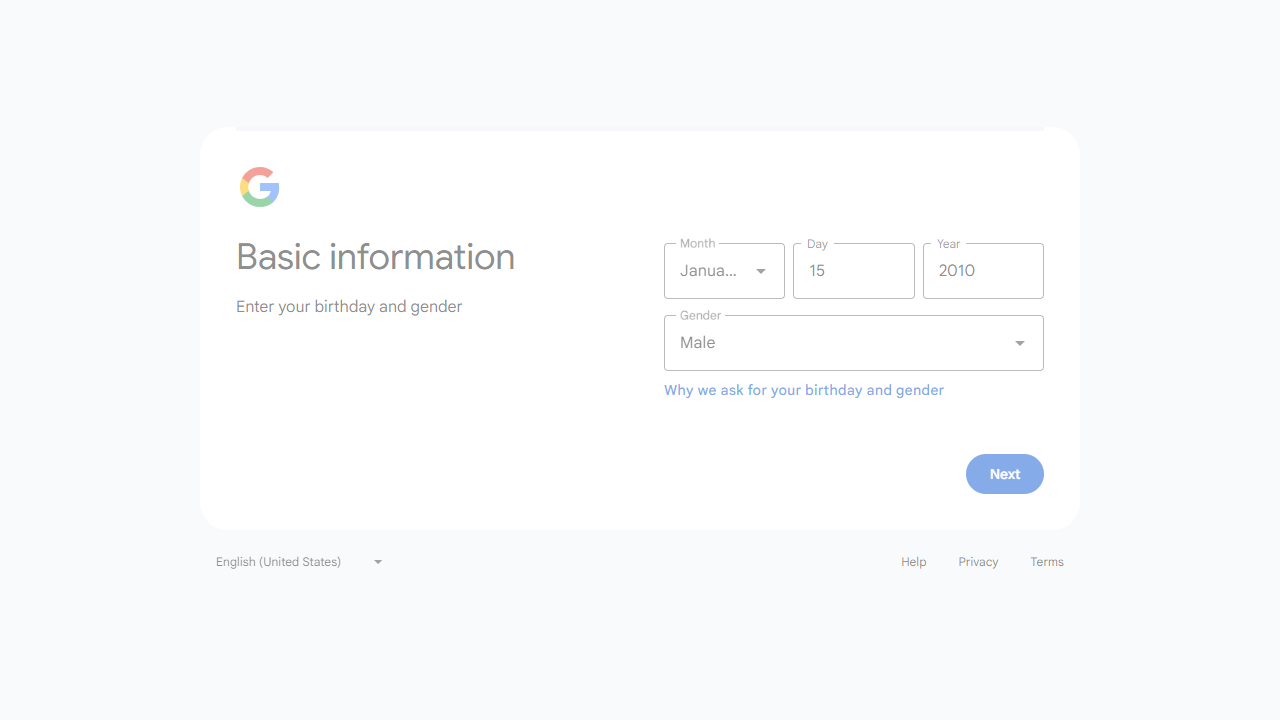 Basic information
Enter your birthday and gender
Month
Janua...
Day
15
Year
2010
Gender
Male
Why we ask for your birthday and gender
Next
English (United States)
Help
Privacy
Terms